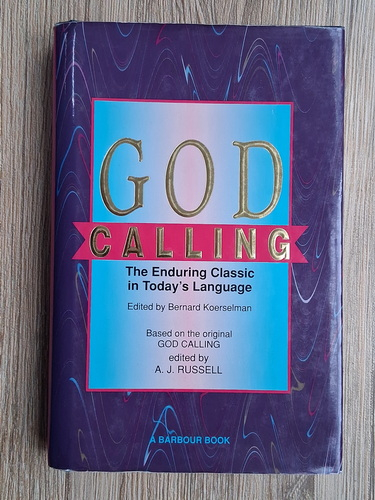 GOD
CALLING
The Enduring Classic
in Today's Language
Edited by Bernard Koerselman
Based on the original
GOD CALLING
edited by
A. J. RUSSELL
A BARBOUR BOOK